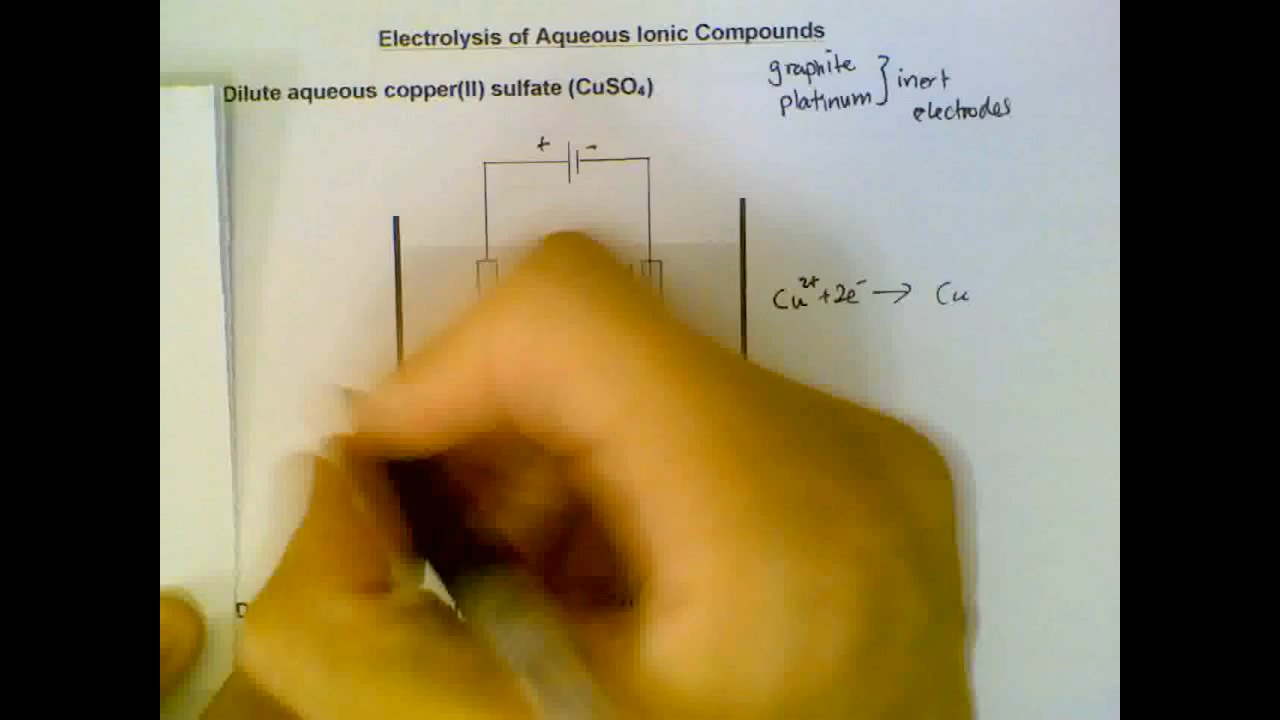 Electrolysis of Aqueous Ionic Compounds
Dilute aqueous copper(II) sulfate (CuSO₄)
graphite
platinum } inert
electrodes
+ -
Cu²⁺ + 2e⁻ → Cu
D